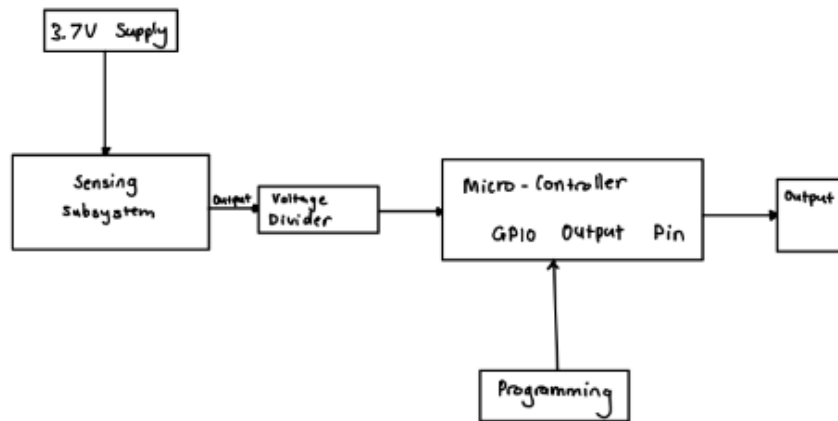 3.7V Supply
Sensing
Subsystem
Output
Voltage
Divider
Micro-Controller
GPIO Output Pin
Output
Programming